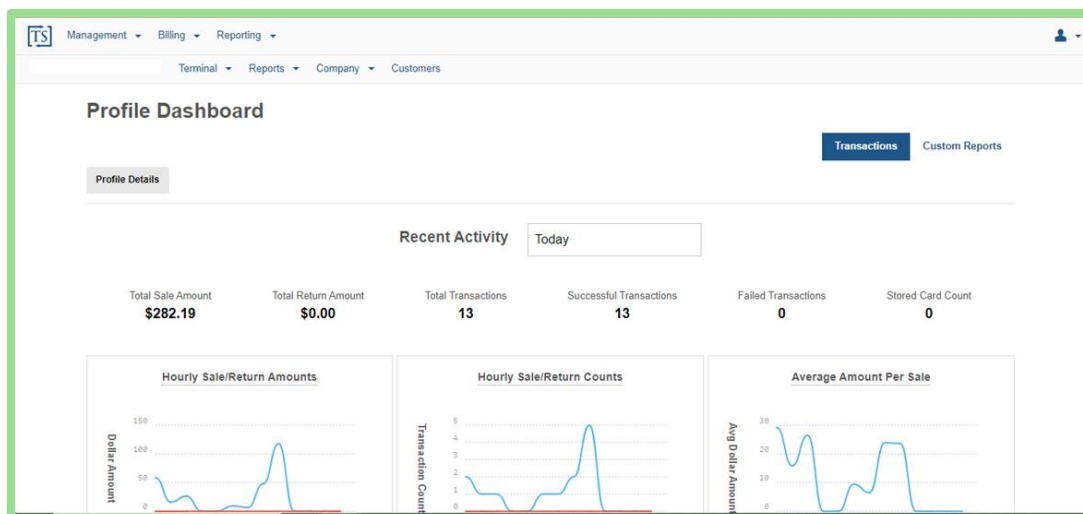 TS Management Billing Reporting
Terminal Reports Company Customers
Profile Dashboard
Transactions Custom Reports
Profile Details
Recent Activity Today
Total Sale Amount Total Return Amount Total Transactions Successful Transactions Failed Transactions Stored Card Count
$282.19 $0.00 13 13 0 0
Hourly Sale/Return Amounts
Dollar Amount
150
100
50
0
Hourly Sale/Return Counts
Transaction Count
5
4
3
2
1
0
Average Amount Per Sale
Avg Dollar Amount
30
20
10
0